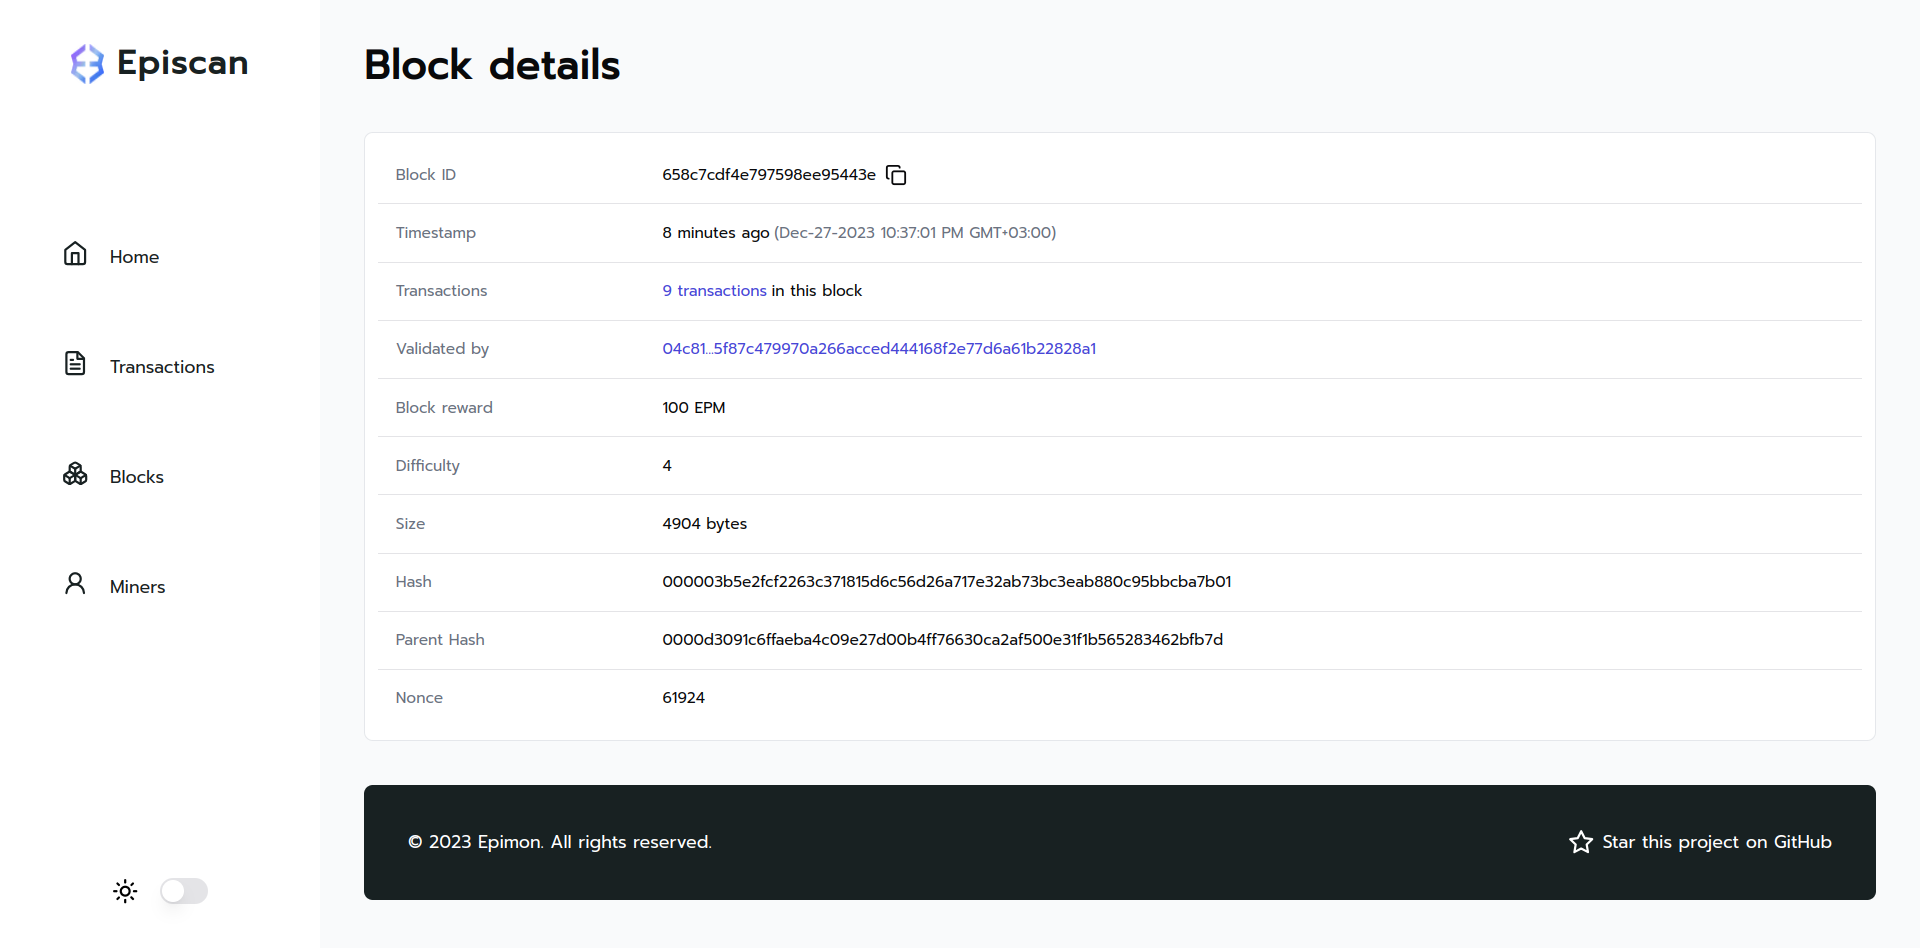 Episcan
Home
Transactions
Blocks
Miners
Block details
Block ID 658c7cdf4e797598ee95443e
Timestamp 8 minutes ago (Dec-27-2023 10:37:01 PM GMT+03:00)
Transactions 9 transactions in this block
Validated by 04c81...5f87c479970a266acced444168f2e77d6a61b22828a1
Block reward 100 EPM
Difficulty 4
Size 4904 bytes
Hash 000003b5e2fcf2263c371815d6c56d26a717e32ab73bc3eab880c95bbcba7b01
Parent Hash 0000d3091c6ffaeba4c09e27d00b4ff76630ca2af500e31f1b565283462bfb7d
Nonce 61924
© 2023 Epimon. All rights reserved.
Star this project on GitHub